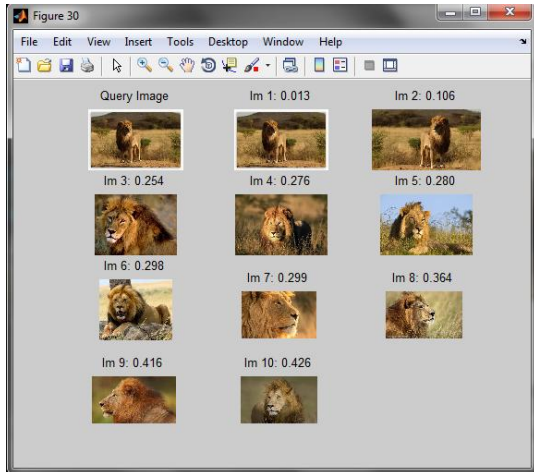 Figure 30
File Edit View Insert Tools Desktop Window Help
Query Image Im 1: 0.013 Im 2: 0.106
Im 3: 0.254 Im 4: 0.276 Im 5: 0.280
Im 6: 0.298 Im 7: 0.299 Im 8: 0.364
Im 9: 0.416 Im 10: 0.426